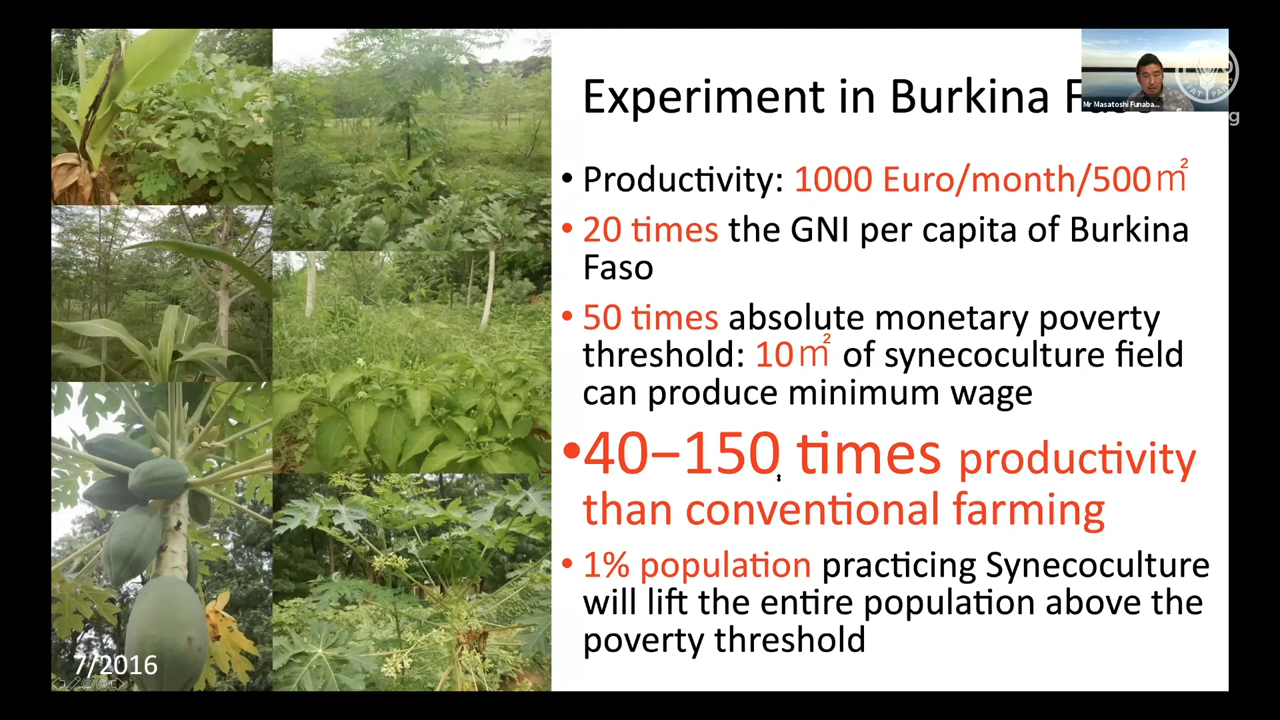 Experiment in Burkina
Mr Masatoshi Funaba...
• Productivity: 1000 Euro/month/500㎡
• 20 times the GNI per capita of Burkina
Faso
• 50 times absolute monetary poverty
threshold: 10㎡ of synecoculture field
can produce minimum wage
•40−150 times productivity
than conventional farming
• 1% population practicing Synecoculture
will lift the entire population above the
poverty threshold
7/2016